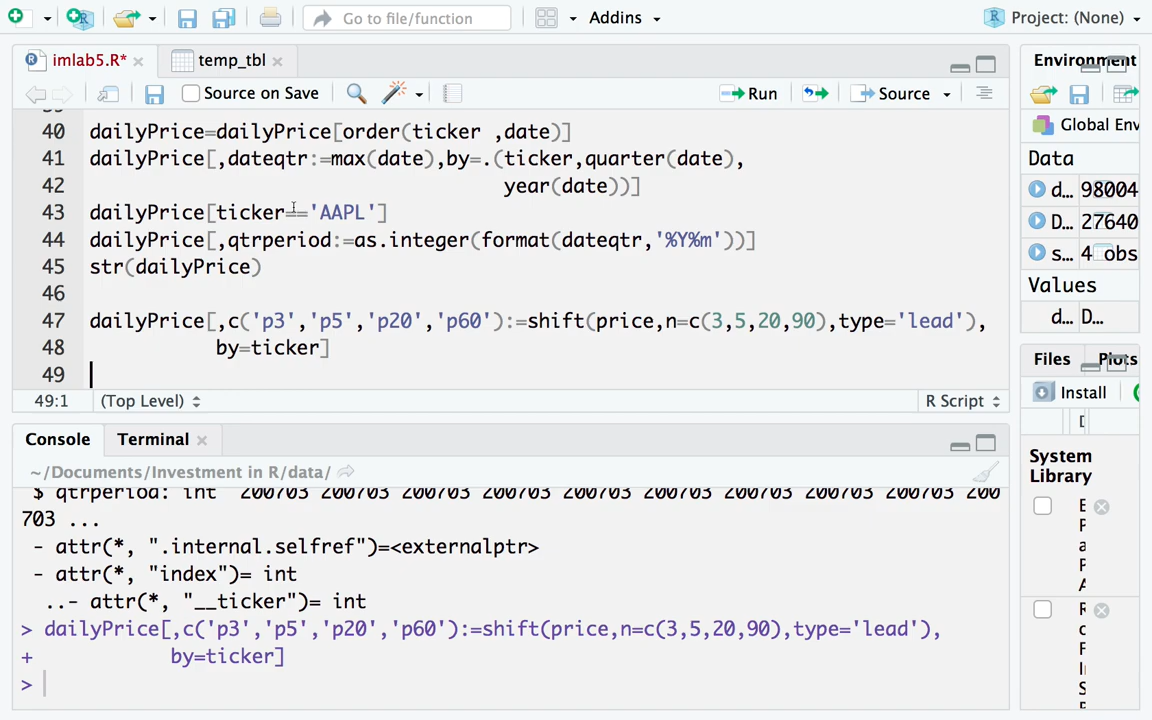 Go to file/function
Addins
Project: (None)
imlab5.R*
temp_tbl
Source on Save
Run
Source
40 dailyPrice=dailyPrice[order(ticker ,date)]
41 dailyPrice[,dateqtr:=max(date),by=.(ticker,quarter(date),
42 year(date))]
43 dailyPrice[ticker=='AAPL']
44 dailyPrice[,qtrperiod:=as.integer(format(dateqtr,'%Y%m'))]
45 str(dailyPrice)
46
47 dailyPrice[,c('p3','p5','p20','p60'):=shift(price,n=c(3,5,20,90),type='lead'),
48 by=ticker]
49
49:1 (Top Level) R Script
Console Terminal
~/Documents/Investment in R/data/
$ qtrperiod: int 200703 200703 200703 200703 200703 200703 200703 200703 200703 200
703 ...
- attr(*, ".internal.selfref")=<externalptr>
- attr(*, "index")= int
..- attr(*, "__ticker")= int
> dailyPrice[,c('p3','p5','p20','p60'):=shift(price,n=c(3,5,20,90),type='lead'),
+ by=ticker]
>
Environment
Global Env
Data
d... 98004
D... 27640
s... 4 obs
Values
d... D...
Files Plots
Install
System
Library